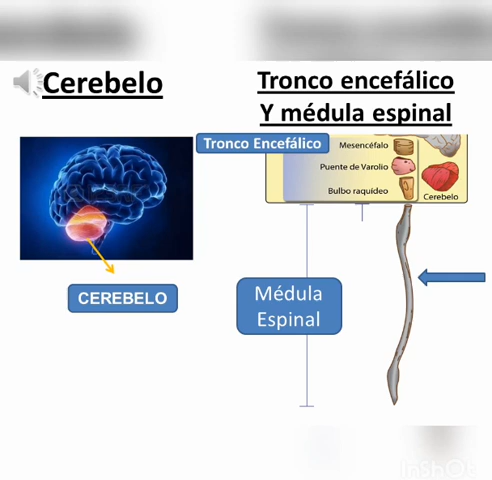 Cerebelo
Tronco encefálico
Y médula espinal
Tronco Encefálico
Mesencéfalo
Puente de Varolio
Bulbo raquídeo
Cerebelo
CEREBELO
Médula
Espinal
InShOt